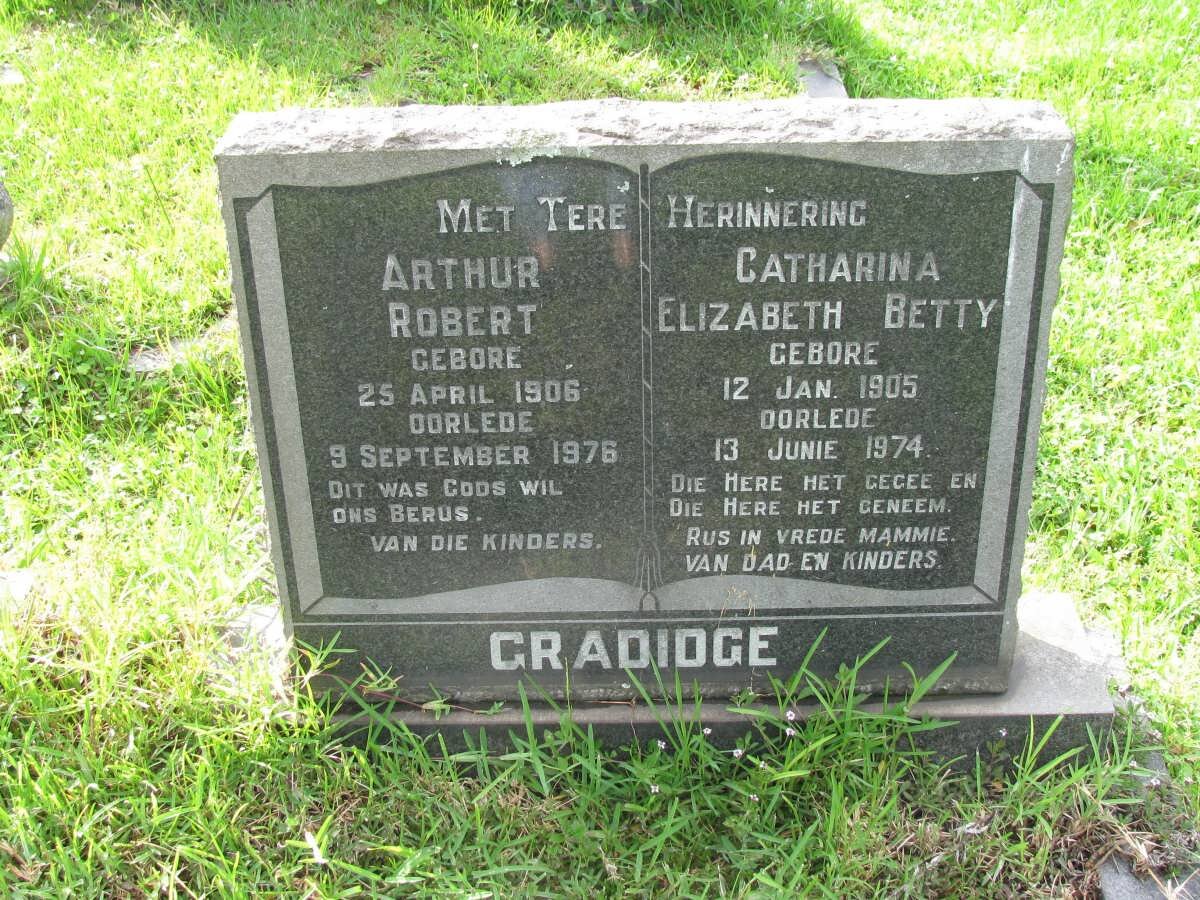 MET TERE HERINNERING
ARTHUR
ROBERT
GEBORE
25 APRIL 1906
OORLEDE
9 SEPTEMBER 1976
DIT WAS GODS WIL
ONS BERUS.
VAN DIE KINDERS.
CATHARINA
ELIZABETH BETTY
GEBORE
12 JAN. 1905
OORLEDE
13 JUNIE 1974.
DIE HERE HET GEGEE EN
DIE HERE HET GENEEM.
RUS IN VREDE MAMMIE.
VAN DAD EN KINDERS.
GRADIDGE